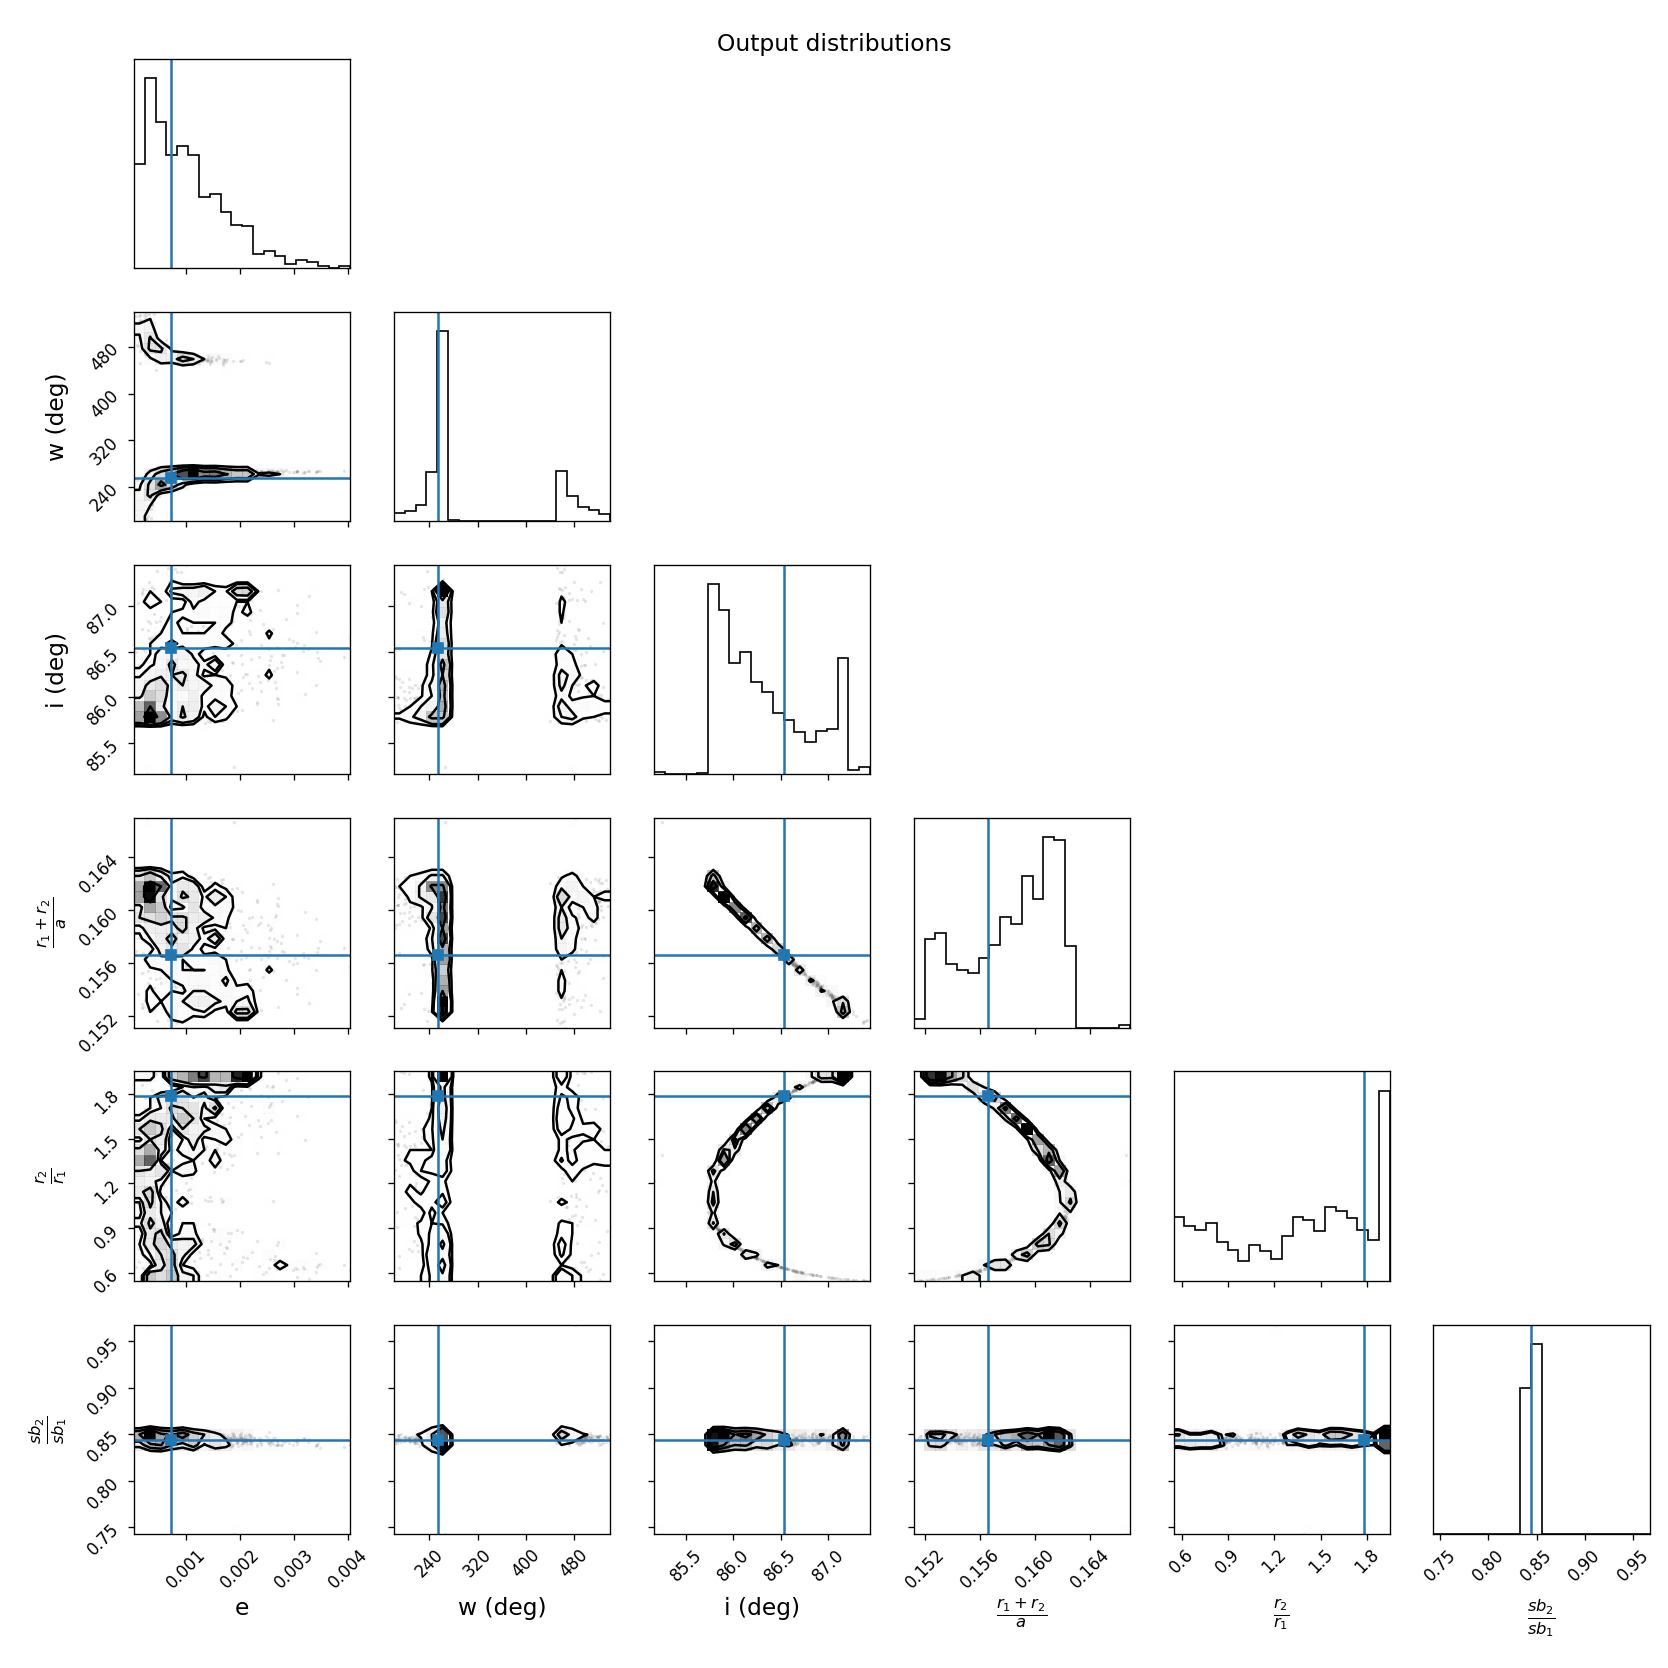 Output distributions
w (deg)
480
400
320
240
i (deg)
87.0
86.5
86.0
85.5
r₁ + r₂
a
0.164
0.160
0.156
0.152
r₂
r₁
1.8
1.5
1.2
0.9
0.6
sb₂
sb₁
0.95
0.90
0.85
0.80
0.75
0.001 0.002 0.003 0.004 240 320 400 480 85.5 86.0 86.5 87.0 0.152 0.156 0.160 0.164 0.6 0.9 1.2 1.5 1.8 0.75 0.80 0.85 0.90 0.95
e w (deg) i (deg)
r₁ + r₂ r₂ sb₂
a r₁ sb₁